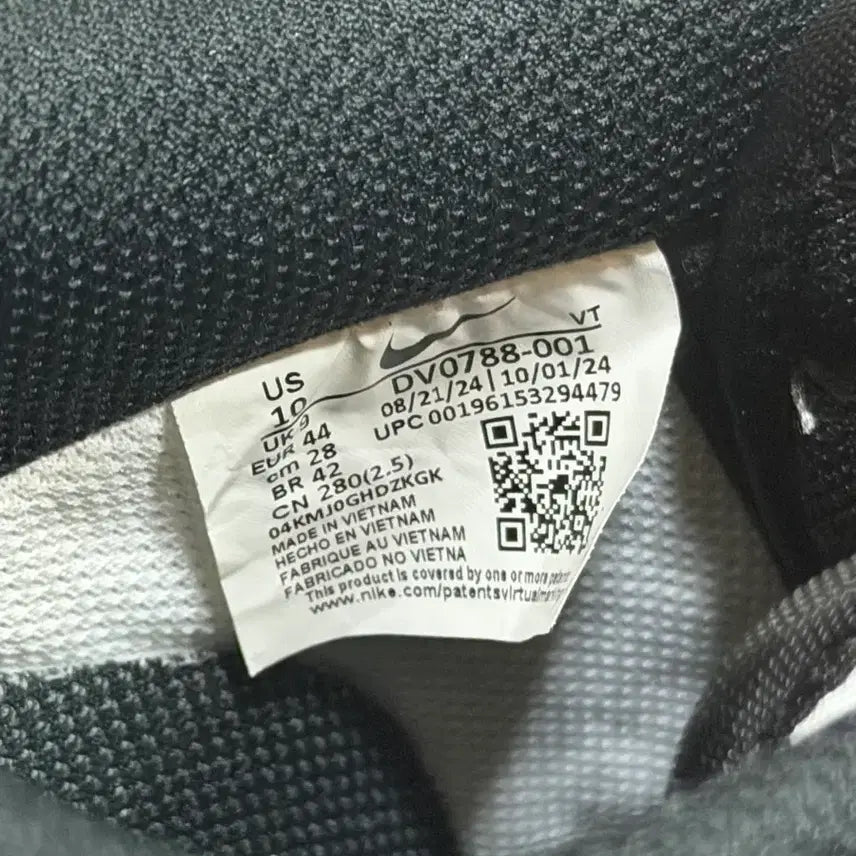 VT
DV0788-001
08/21/24 | 10/01/24
UPC 00196153294479
US
10
UK 9
EUR 44
cm 28
BR 42
CN 280(2.5)
04KMJ0GHDZKGK
MADE IN VIETNAM
HECHO EN VIETNAM
FABRIQUE AU VIETNAM
FABRICADO NO VIETNA
This product is covered by one or more
www.nike.com/patentsvirtual